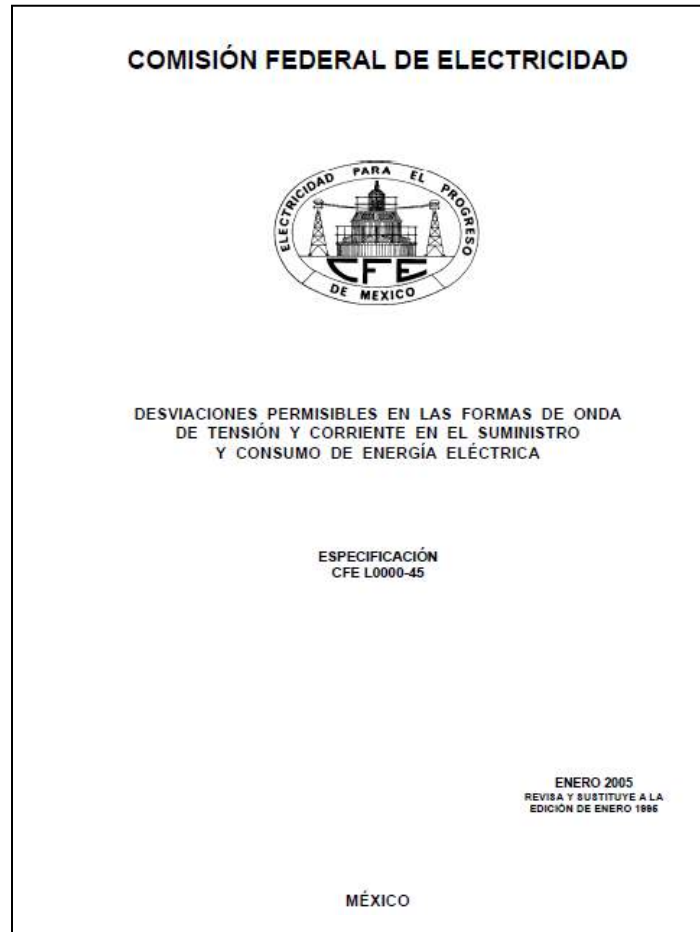 COMISIÓN FEDERAL DE ELECTRICIDAD
ELECTRICIDAD PARA EL PROGRESO
CFE
DE MEXICO
DESVIACIONES PERMISIBLES EN LAS FORMAS DE ONDA
DE TENSIÓN Y CORRIENTE EN EL SUMINISTRO
Y CONSUMO DE ENERGÍA ELÉCTRICA
ESPECIFICACIÓN
CFE L0000-45
ENERO 2005
REVISA Y SUSTITUYE A LA
EDICIÓN DE ENERO 1995
MÉXICO